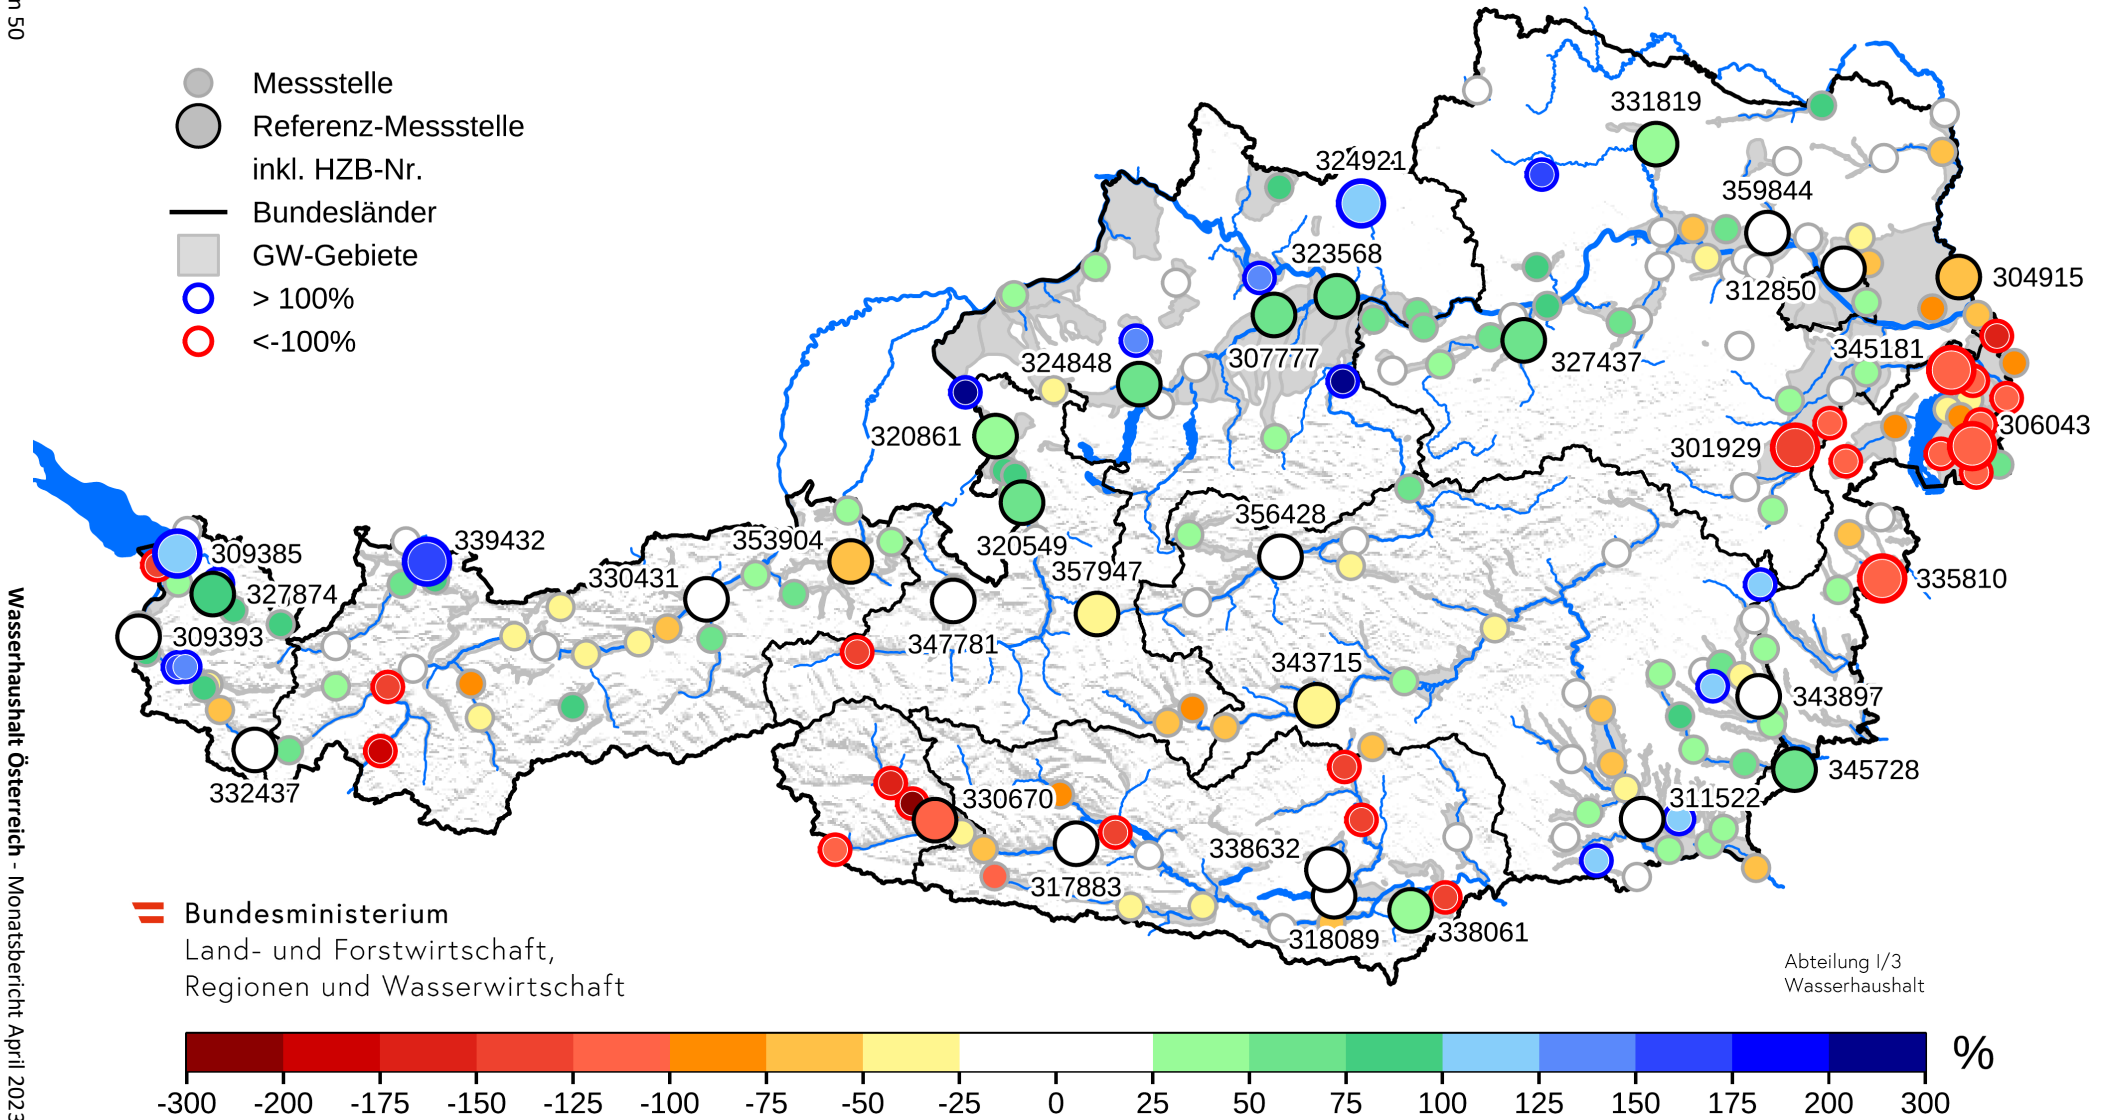 n 50
Wasserhaushalt Österreich - Monatsbericht April 2023
Messstelle
Referenz-Messstelle
inkl. HZB-Nr.
Bundesländer
GW-Gebiete
> 100%
<-100%
331819
324921
359844
323568
304915
312850
324848
307777
327437
345181
320861
301929
306043
356428
309385
339432
353904
320549
357947
330431
335810
327874
309393
347781
343715
343897
332437
345728
330670
311522
338632
317883
318089
338061
Bundesministerium
Land- und Forstwirtschaft,
Regionen und Wasserwirtschaft
Abteilung I/3
Wasserhaushalt
%
-300 -200 -175 -150 -125 -100 -75 -50 -25 0 25 50 75 100 125 150 175 200 300